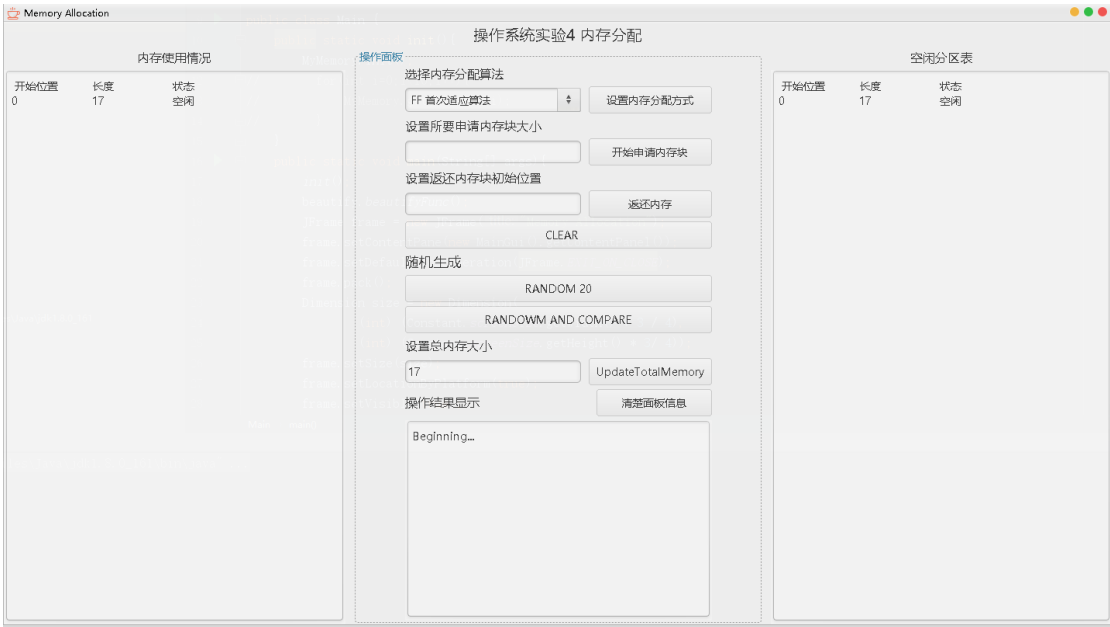 Memory Allocation
操作系统实验4 内存分配
内存使用情况
开始位置 长度 状态
0 17 空闲
操作面板
选择内存分配算法
FF 首次适应算法 设置内存分配方式
设置所要申请内存块大小
开始申请内存块
设置返还内存块初始位置
返还内存
CLEAR
随机生成
RANDOM 20
RANDOWM AND COMPARE
设置总内存大小
17 UpdateTotalMemory
操作结果显示 清楚面板信息
Beginning...
空闲分区表
开始位置 长度 状态
0 17 空闲